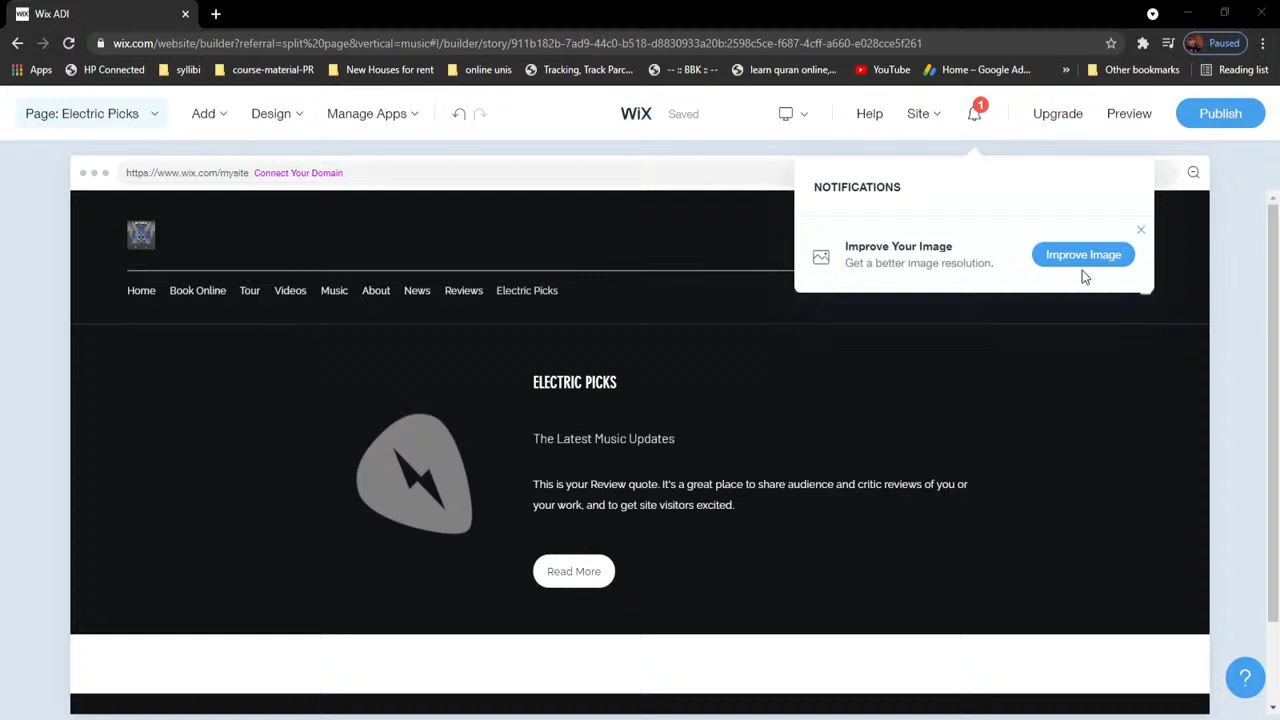 WiX Wix ADI
wix.com/website/builder?referral=split%20page&vertical=music#!/builder/story/911b182b-7ad9-44c0-b518-d8830933a20b:2598c5ce-f687-4cff-a660-e028cce5f261 Paused
Apps HP Connected syllibi course-material-PR New Houses for rent online unis Tracking, Track Parc... -- :: BBK :: -- learn quran online,... YouTube Home – Google Ad... » Other bookmarks Reading list
Page: Electric Picks Add Design Manage Apps WiX Saved Help Site 1 Upgrade Preview Publish
https://www.wix.com/mysite Connect Your Domain
NOTIFICATIONS
Improve Your Image
Get a better image resolution.
Improve Image
Home Book Online Tour Videos Music About News Reviews Electric Picks
ELECTRIC PICKS
The Latest Music Updates
This is your Review quote. It's a great place to share audience and critic reviews of you or
your work, and to get site visitors excited.
Read More
?